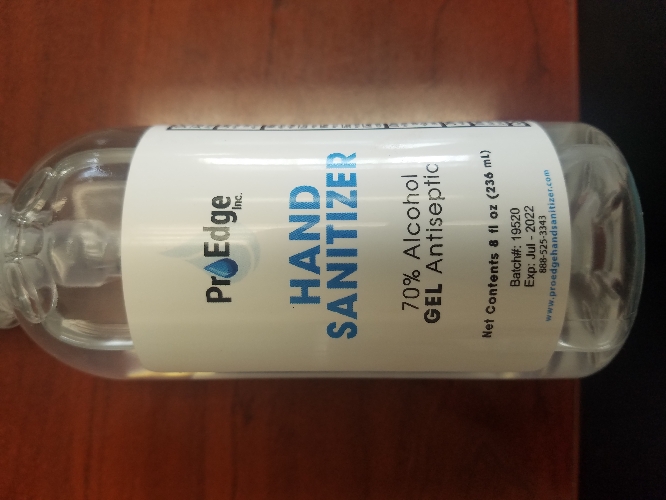 ProEdge Inc.
HAND
SANITIZER
70% Alcohol
GEL Antiseptic
Net Contents 8 fl oz (236 mL)
Batch#: 19520
Exp: Jul - 2022
888-525-3343
www.proedgehandsanitizer.com